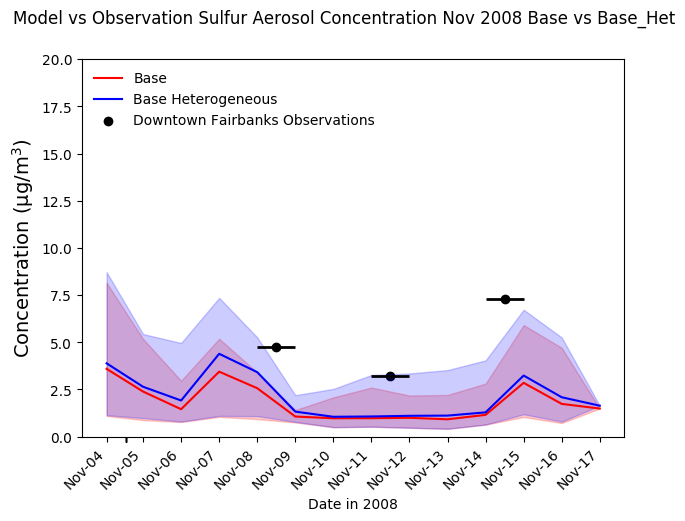 Model vs Observation Sulfur Aerosol Concentration Nov 2008 Base vs Base_Het
20.0
17.5
15.0
12.5
10.0
7.5
5.0
2.5
0.0
Concentration (μg/m³)
Base
Base Heterogeneous
Downtown Fairbanks Observations
Nov-04
Nov-05
Nov-06
Nov-07
Nov-08
Nov-09
Nov-10
Nov-11
Nov-12
Nov-13
Nov-14
Nov-15
Nov-16
Nov-17
Date in 2008